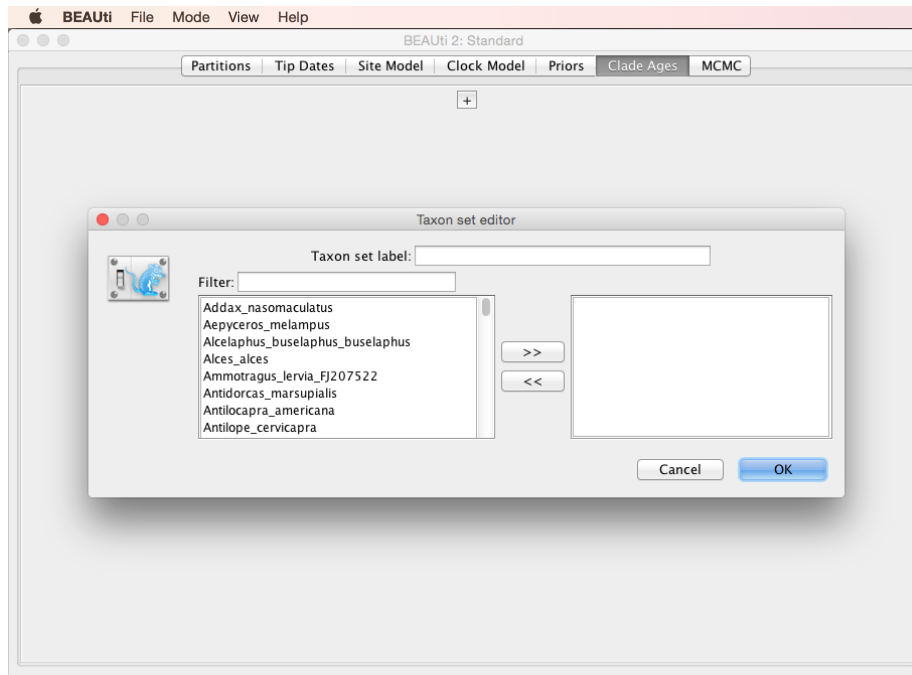 BEAUti File Mode View Help
BEAUti 2: Standard
Partitions Tip Dates Site Model Clock Model Priors Clade Ages MCMC
+
Taxon set editor
Taxon set label:
Filter:
Addax_nasomaculatus
Aepyceros_melampus
Alcelaphus_buselaphus_buselaphus
Alces_alces
Ammotragus_lervia_FJ207522
Antidorcas_marsupialis
Antilocapra_americana
Antilope_cervicapra
>>
<<
Cancel OK